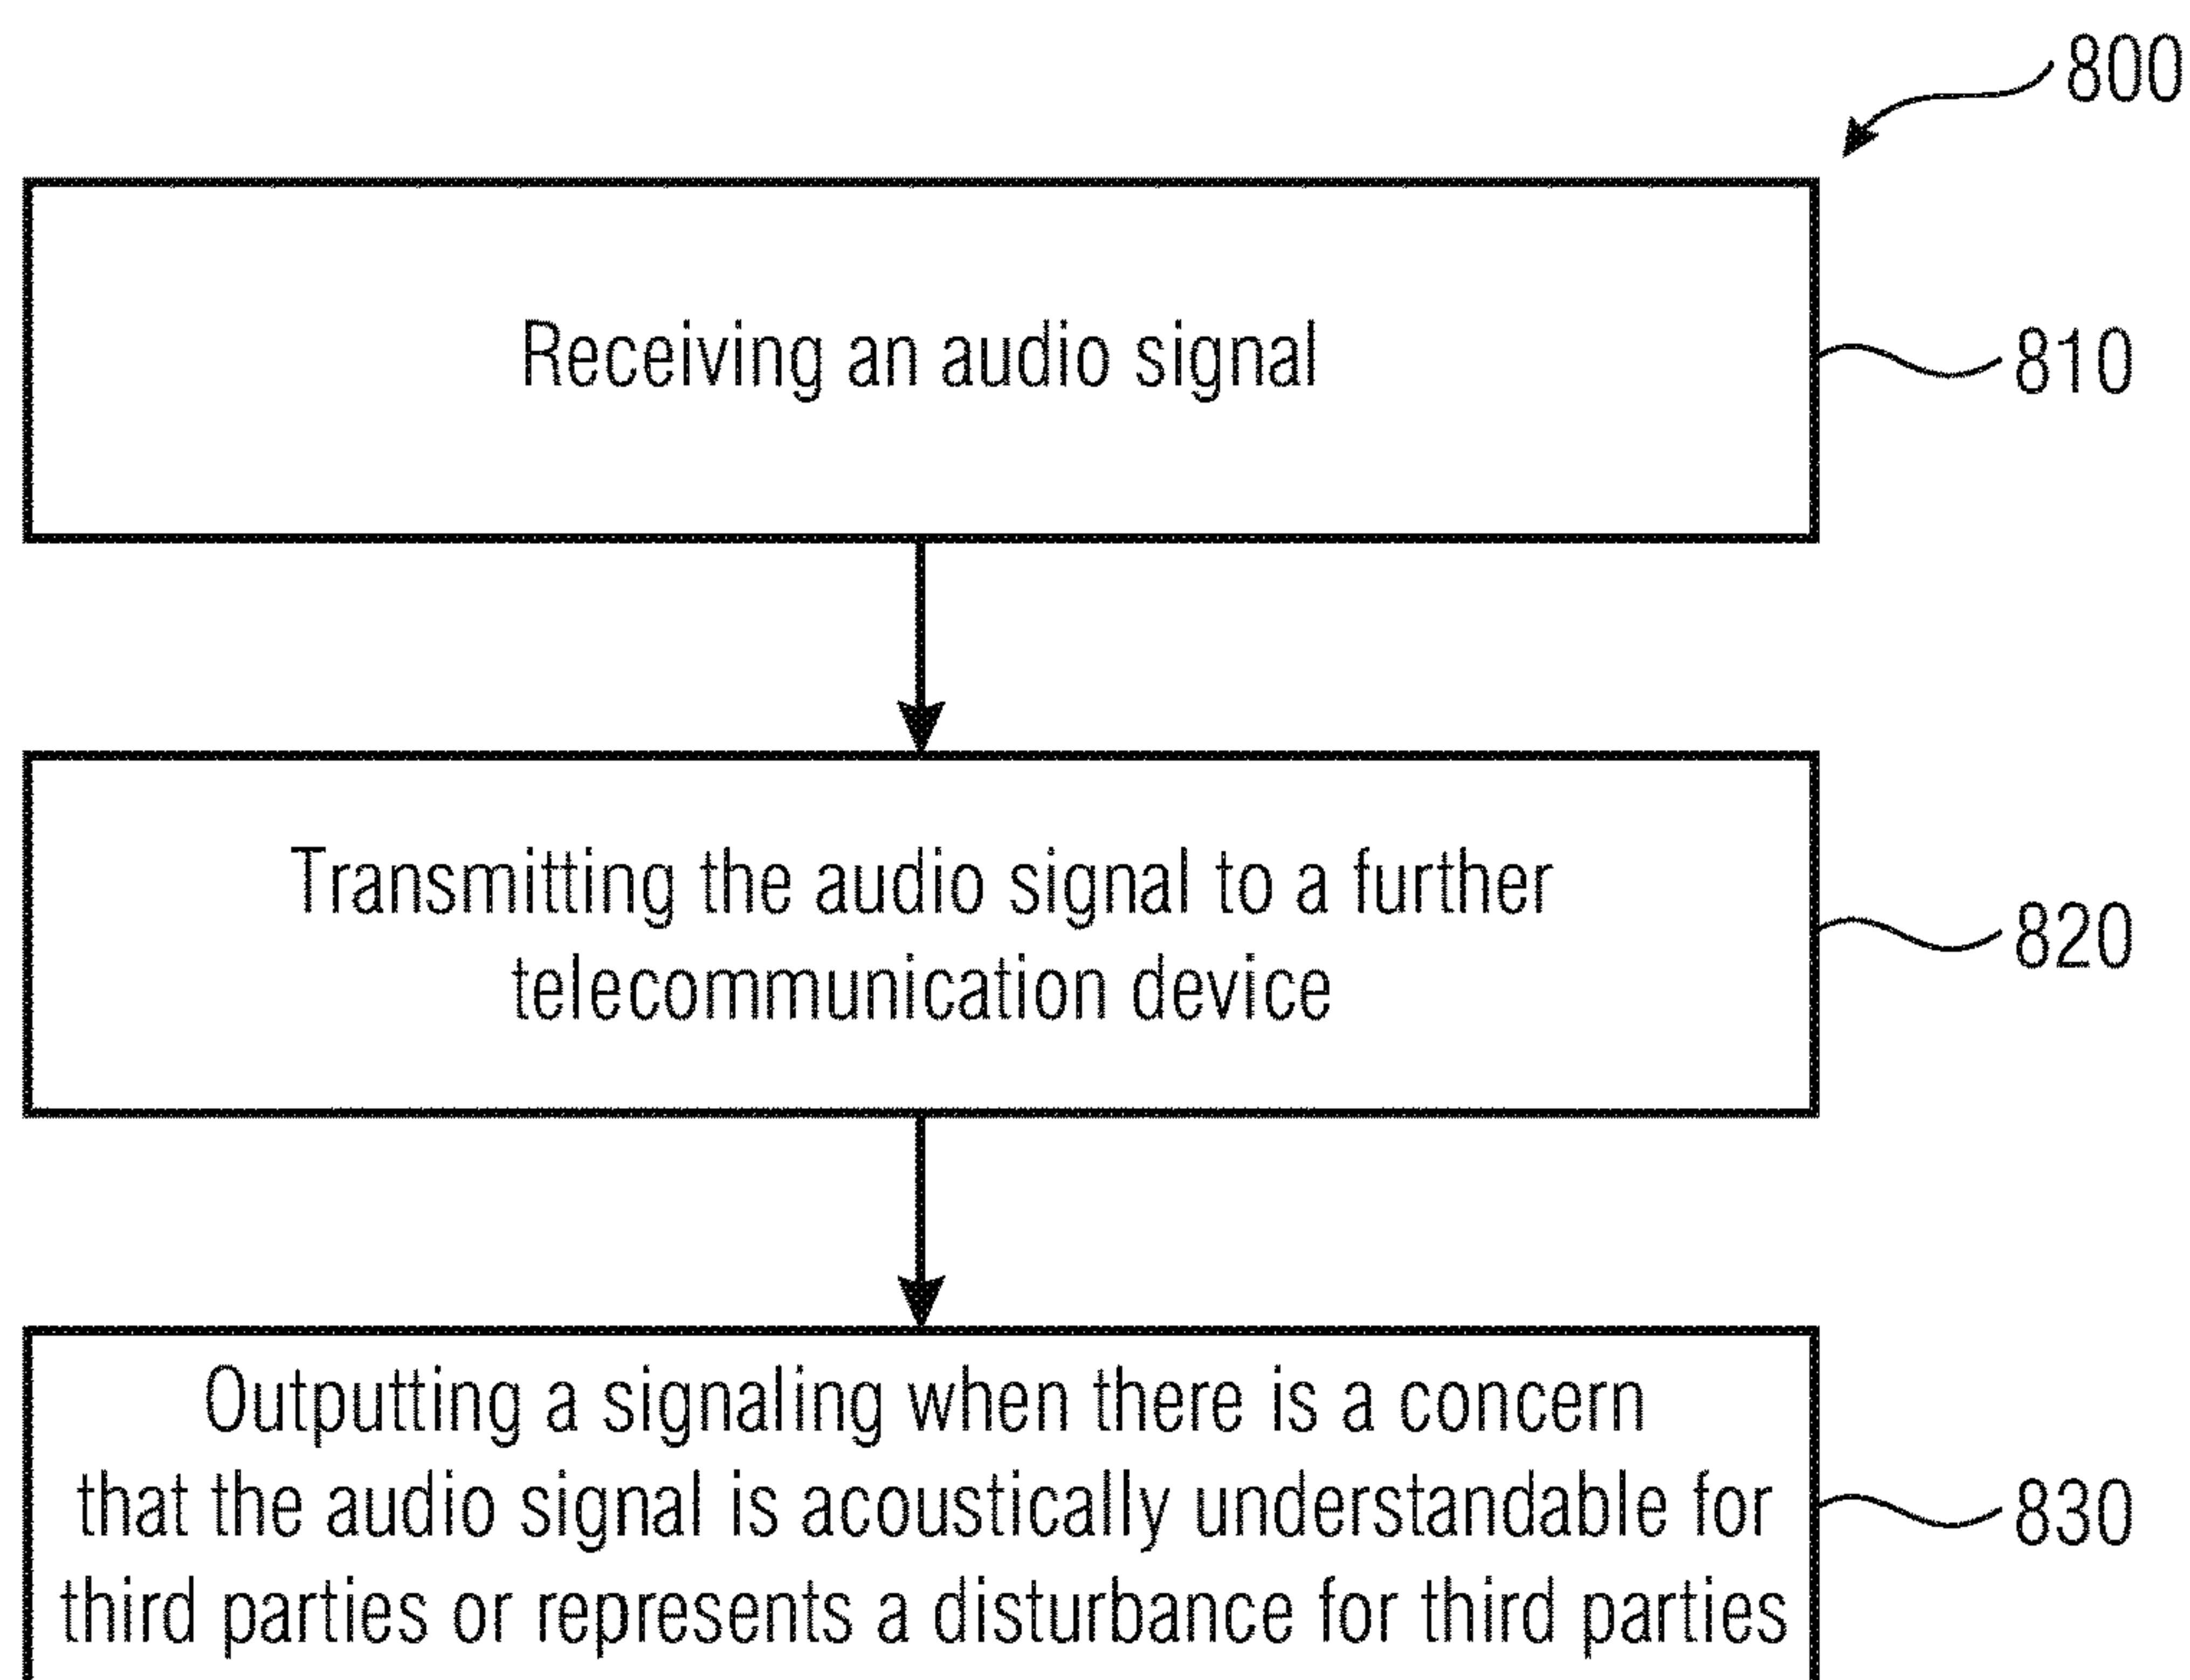 800
Receiving an audio signal
810
Transmitting the audio signal to a further
telecommunication device
820
Outputting a signaling when there is a concern
that the audio signal is acoustically understandable for
third parties or represents a disturbance for third parties
830